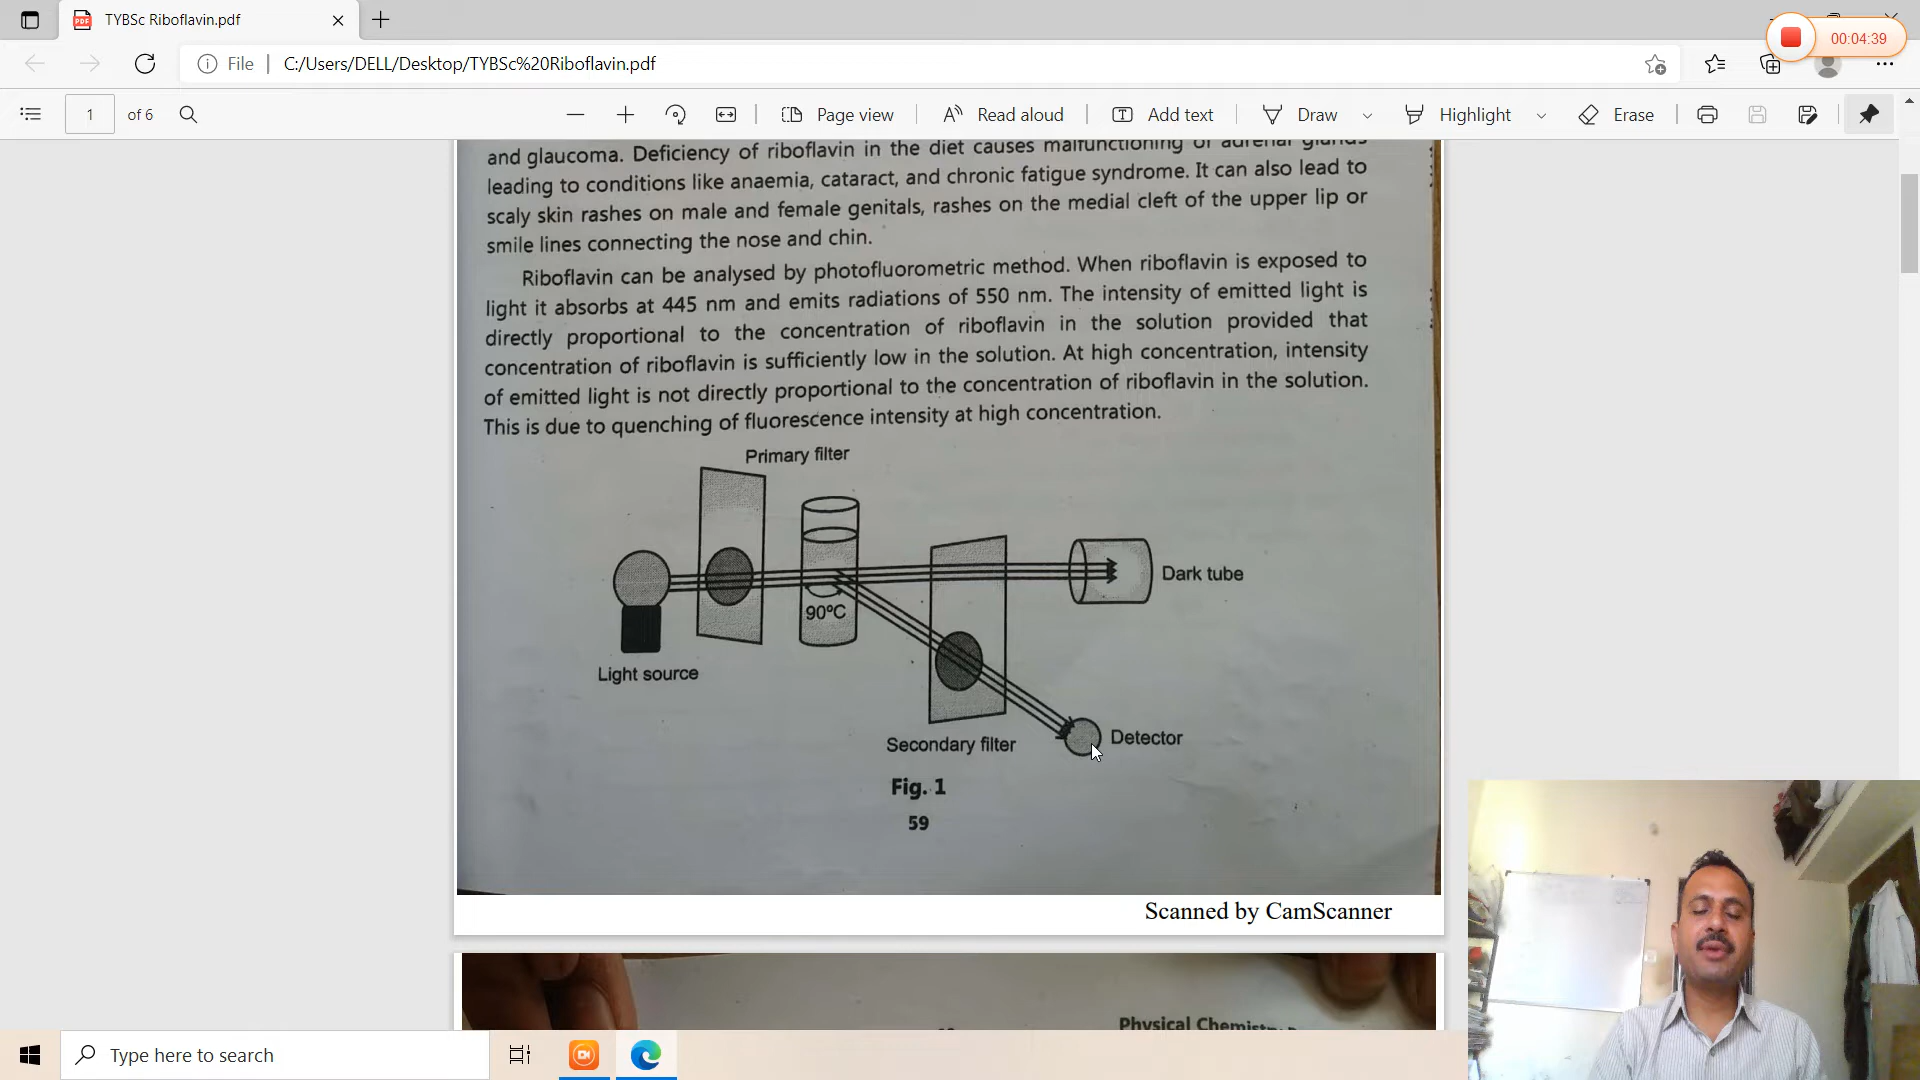 TYBSc Riboflavin.pdf
00:04:39
File
C:/Users/DELL/Desktop/TYBSc%20Riboflavin.pdf
1 of 6 Page view Read aloud Add text Draw Highlight Erase
and glaucoma. Deficiency of riboflavin in the diet causes malfunctioning of adrenal glands
leading to conditions like anaemia, cataract, and chronic fatigue syndrome. It can also lead to
scaly skin rashes on male and female genitals, rashes on the medial cleft of the upper lip or
smile lines connecting the nose and chin.
Riboflavin can be analysed by photofluorometric method. When riboflavin is exposed to
light it absorbs at 445 nm and emits radiations of 550 nm. The intensity of emitted light is
directly proportional to the concentration of riboflavin in the solution provided that
concentration of riboflavin is sufficiently low in the solution. At high concentration, intensity
of emitted light is not directly proportional to the concentration of riboflavin in the solution.
This is due to quenching of fluorescence intensity at high concentration.
Primary filter
Dark tube
90°C
Light source
Secondary filter
Detector
Fig. 1
59
Scanned by CamScanner
Physical Chemistry
Type here to search